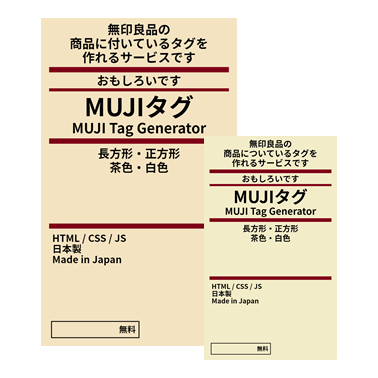 無印良品の
商品に付いているタグを
作れるサービスです
おもしろいです
MUJIタグ
MUJI Tag Generator
長方形・正方形
茶色・白色
HTML / CSS / JS
日本製
Made in Japan
無料
無印良品の
商品についているタグを
作れるサービスです
おもしろいです
MUJIタグ
MUJI Tag Generator
長方形・正方形
茶色・白色
HTML / CSS / JS
日本製
Made in Japan
無料